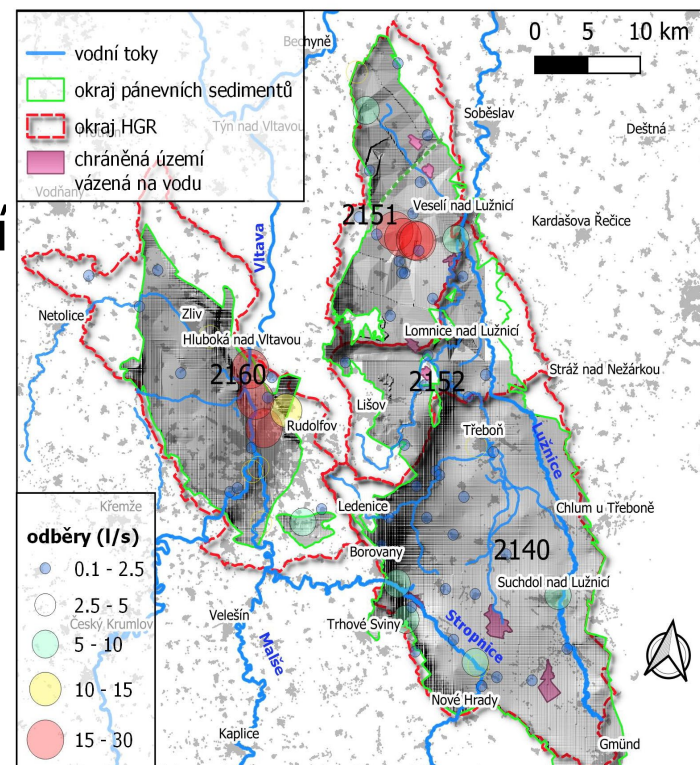 vodní toky
okraj pánevních sedimentů
okraj HGR
chráněná území
vázená na vodu
0 5 10 km
Bechyně
Týn nad Vltavou
Vodňany
Soběslav
Deštná
Veselí nad Lužnicí
2151
Kardašova Řečice
Vltava
Netolice
Zliv
Hluboká nad Vltavou
Lomnice nad Lužnicí
2160
2152
Stráž nad Nežárkou
Lišov
Rudolfov
Třeboň
Lužnice
Křemže
Ledenice
Chlum u Třeboně
Borovany
2140
Suchdol nad Lužnicí
odběry (l/s)
0.1 - 2.5
2.5 - 5
5 - 10
10 - 15
15 - 30
Český Krumlov
Velešín
Malše
Trhové Sviny
Stropnice
Nové Hrady
Kaplice
Gmünd